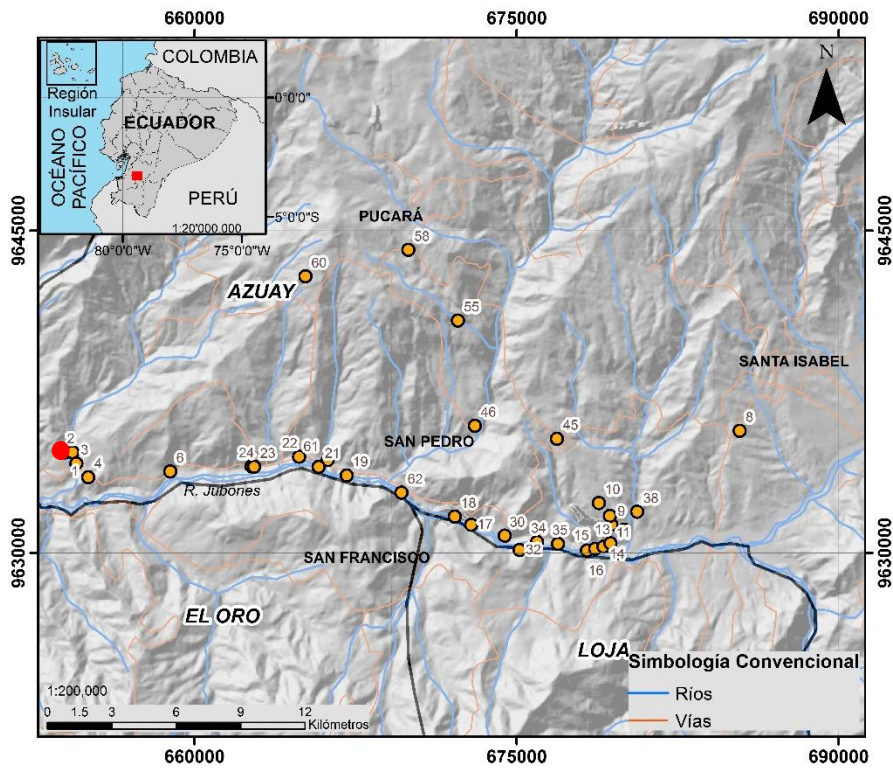 660000
675000
690000
COLOMBIA
Región
Insular
ECUADOR
OCÉANO
PACÍFICO
PERÚ
0°0'0"
5°0'0"S
1:20'000.000
80°0'0"W
75°0'0"W
N
9645000
9645000
PUCARÁ
58
60
AZUAY
55
SANTA ISABEL
8
46
45
SAN PEDRO
2
3
1
4
6
24
23
22
61
21
19
R. Jubones
62
18
17
10
9
38
30
34
35
15
13
11
32
14
16
9630000
9630000
SAN FRANCISCO
EL ORO
LOJA
Simbología Convencional
Ríos
Vías
1:200,000
0 1.5 3 6 9 12
Kilómetros
660000
675000
690000